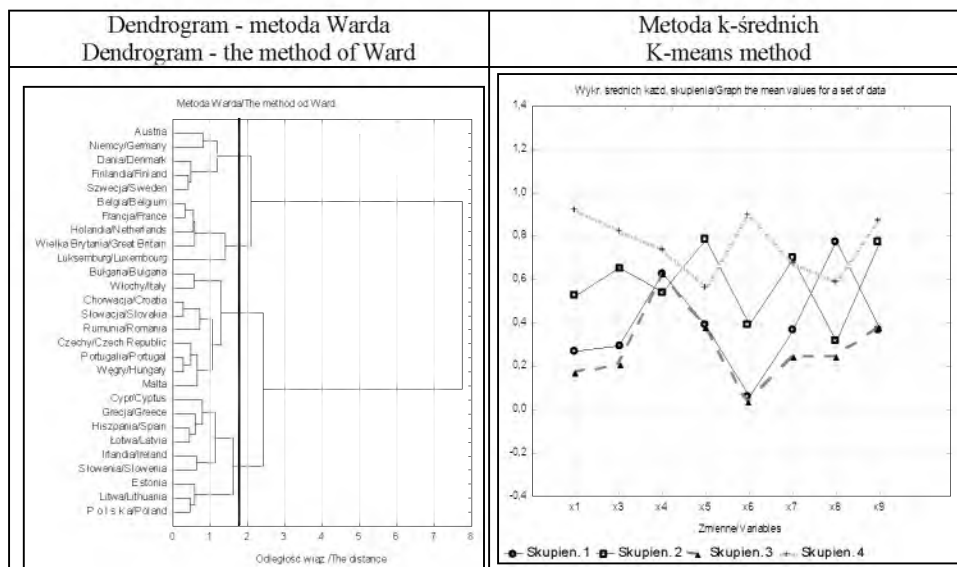 Dendrogram - metoda Warda
Dendrogram - the method of Ward
Metoda k-średnich
K-means method
Metoda Warda/The method od Ward
Austria
Niemcy/Germany
Dania/Denmark
Finlandia/Finland
Szwecja/Sweden
Belgia/Belgium
Francja/France
Holandia/Netherlands
Wielka Brytania/Great Britain
Luksemburg/Luxembourg
Bułgaria/Bulgaria
Włochy/Italy
Chorwacja/Croatia
Słowacja/Slovakia
Rumunia/Romania
Czechy/Czech Republic
Portugalia/Portugal
Węgry/Hungary
Malta
Cypr/Cyptus
Grecja/Greece
Hiszpania/Spain
Łotwa/Latvia
Irlandia/Ireland
Słowenia/Slowenia
Estonia
Litwa/Lithuania
P o l s k a/Poland
0 1 2 3 4 5 6 7 8
Odległość wiąz /The distance
Wykr. średnich każd. skupienia/Graph the mean values for a set of data
1,4
1,2
1,0
0,8
0,6
0,4
0,2
0,0
-0,2
-0,4
x1 x3 x4 x5 x6 x7 x8 x9
Zmienne/Variables
Skupien. 1 Skupien. 2 Skupien. 3 Skupien. 4